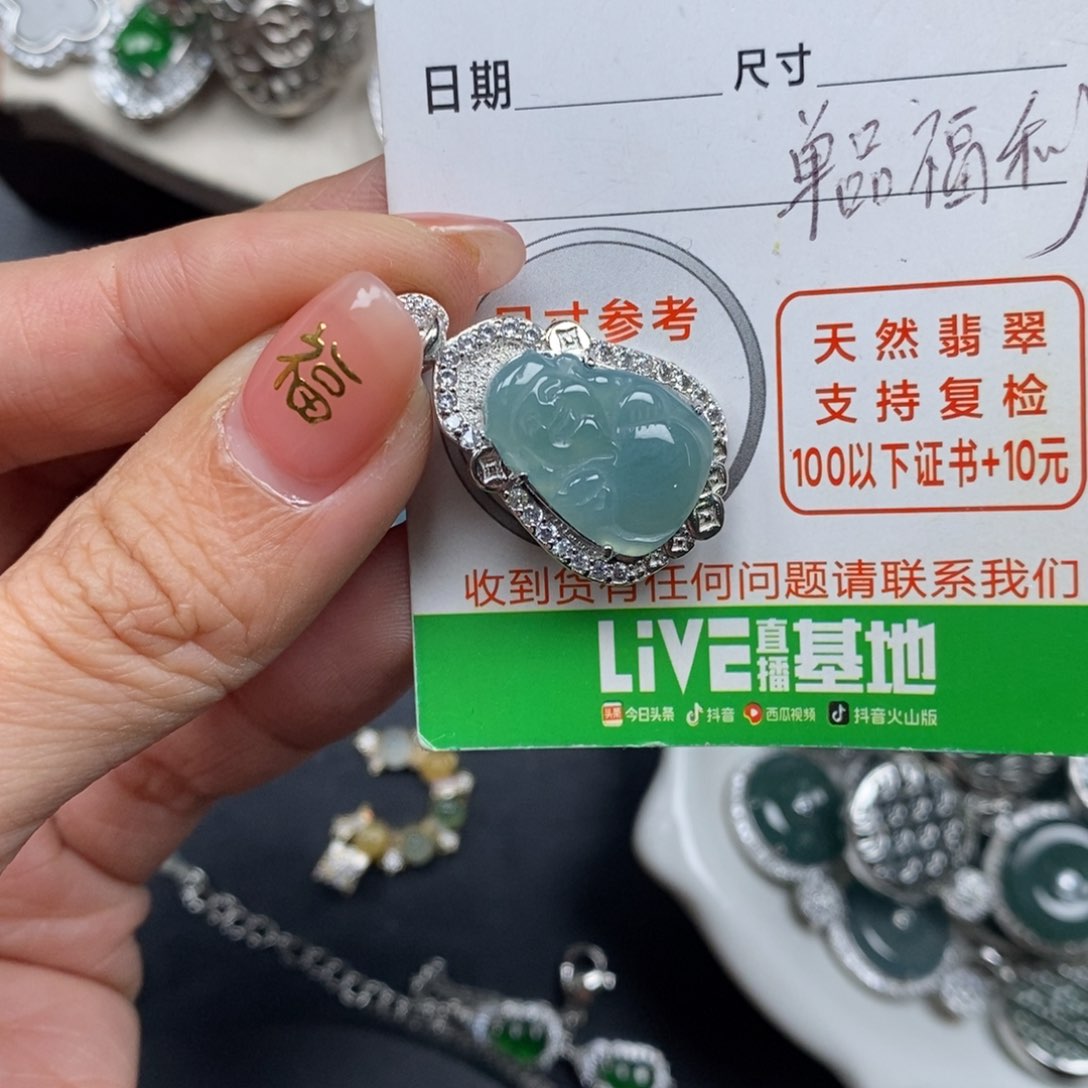 日期 尺寸
单品福利
尺寸参考
福
天然翡翠
支持复检
100以下证书+10元
收到货有任何问题请联系我们
LiVE直播基地
头条 今日头条 抖音 西瓜视频 抖音火山版